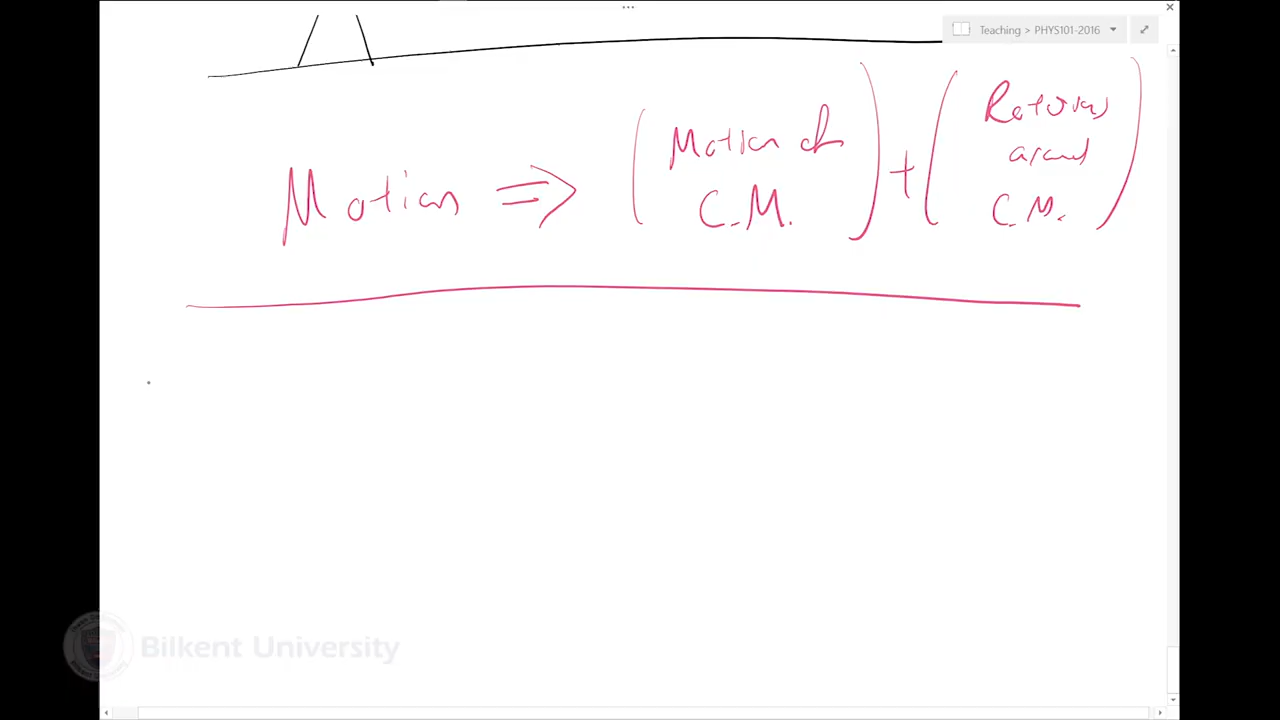 Teaching > PHYS101-2016
Motion ⇒ ( Motion of C.M. ) + ( Rotation around C.M. )
Bilkent University